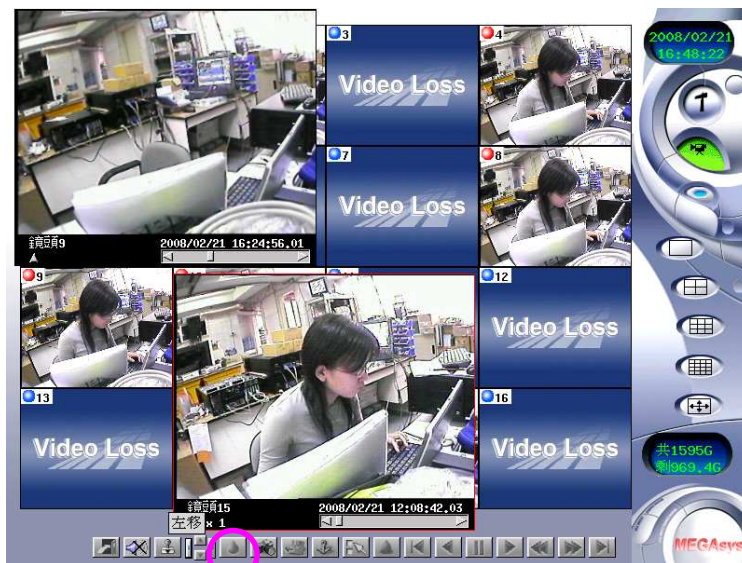 3
Video Loss
4
2008/02/21
16:48:22
7
Video Loss
8
鏡頭9
2008/02/21 16:24:56.01
9
12
Video Loss
13
Video Loss
16
Video Loss
鏡頭15
2008/02/21 12:08:42.03
左移 x 1
共1595G
剩969.4G
MEGAsys